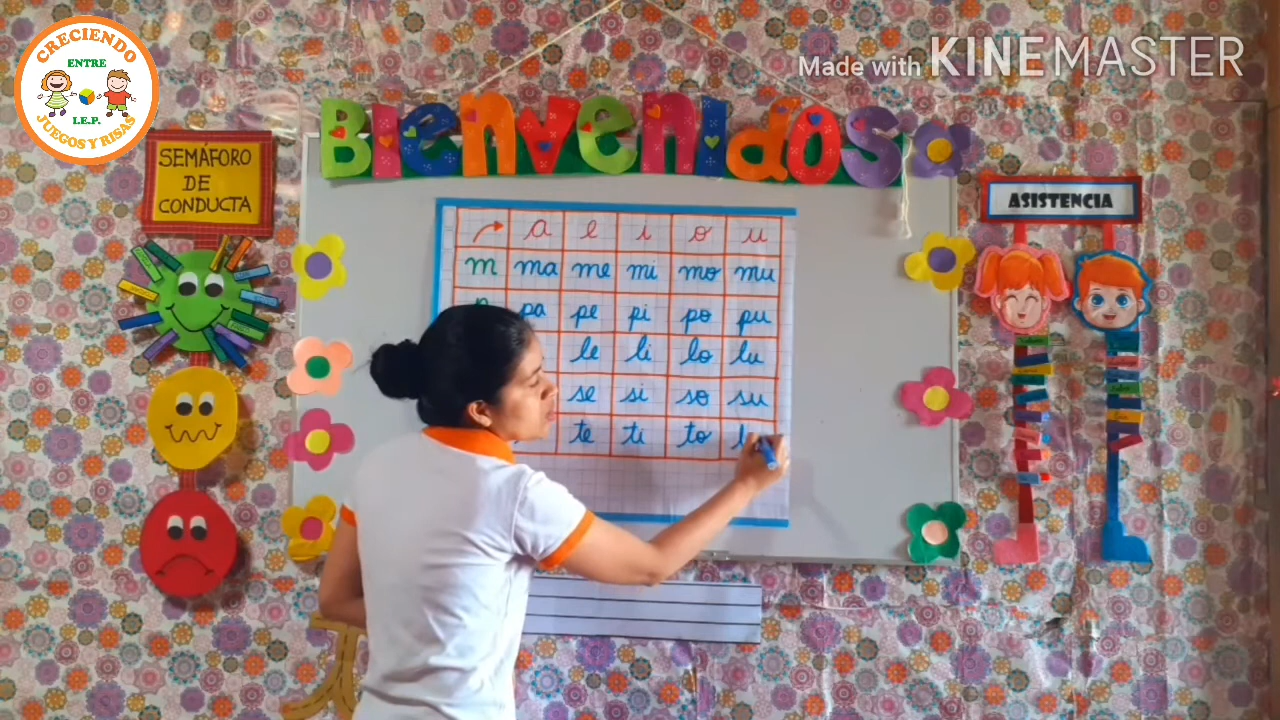 CRECIENDO
ENTRE
I.E.P.
JUEGOS Y RISAS
Made with KINEMASTER
Bienvenidos
SEMÁFORO
DE
CONDUCTA
ASISTENCIA
a e i o u
m ma me mi mo mu
pa pe pi po pu
le li lo lu
se si so su
te ti to